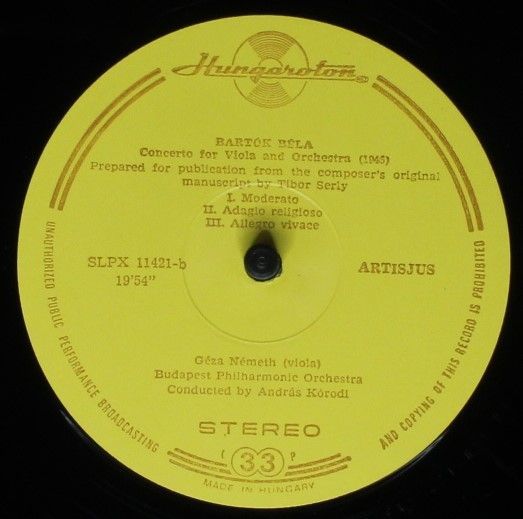 Hungaroton
BARTÓK BÉLA
Concerto for Viola and Orchestra (1945)
Prepared for publication from the composer's original
manuscript by Tibor Serly
I. Moderato
II. Adagio religioso
III. Allegro vivace
SLPX 11421-b
19'54"
ARTISJUS
Géza Németh (viola)
Budapest Philharmonic Orchestra
Conducted by András Kórodi
STEREO
33
MADE IN HUNGARY
UNAUTHORIZED PUBLIC PERFORMANCE BROADCASTING
AND COPYING OF THIS RECORD IS PROHIBITED